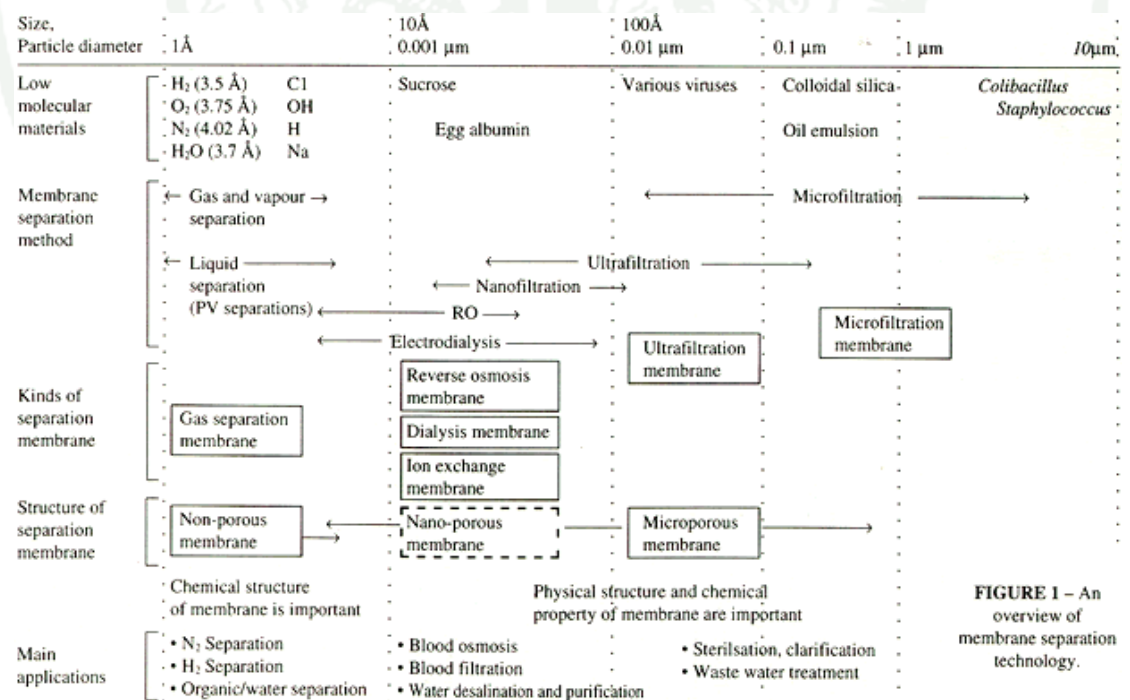 Size,
Particle diameter
1Å
10Å
0.001 µm
100Å
0.01 µm
0.1 µm
1 µm
10µm
Low
molecular
materials
H₂ (3.5 Å) Cl
O₂ (3.75 Å) OH
N₂ (4.02 Å) H
H₂O (3.7 Å) Na
Sucrose
Egg albumin
Various viruses
Colloidal silica
Oil emulsion
Colibacillus
Staphylococcus
Membrane
separation
method
Gas and vapour
separation
Microfiltration
Liquid
separation
(PV separations)
Ultrafiltration
Nanofiltration
RO
Electrodialysis
Kinds of
separation
membrane
Gas separation
membrane
Reverse osmosis
membrane
Dialysis membrane
Ion exchange
membrane
Ultrafiltration
membrane
Microfiltration
membrane
Structure of
separation
membrane
Non-porous
membrane
Nano-porous
membrane
Microporous
membrane
Chemical structure
of membrane is important
Physical structure and chemical
property of membrane are important
FIGURE 1 – An
overview of
membrane separation
technology.
Main
applications
• N₂ Separation
• H₂ Separation
• Organic/water separation
• Blood osmosis
• Blood filtration
• Water desalination and purification
• Sterilsation, clarification
• Waste water treatment